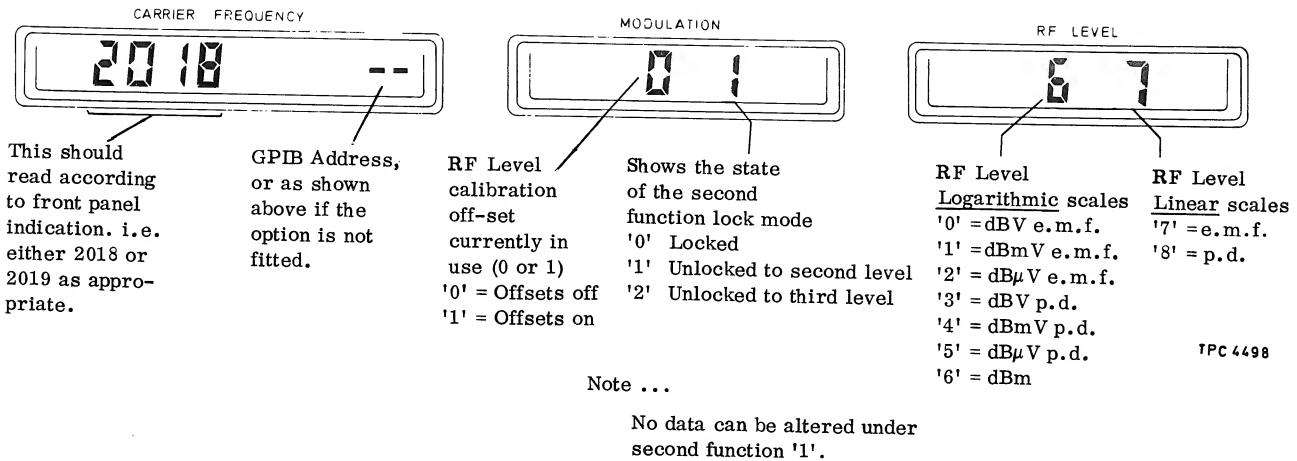 CARRIER FREQUENCY
2018 --
This should
read according
to front panel
indication. i.e.
either 2018 or
2019 as appro-
priate.
GPIB Address,
or as shown
above if the
option is not
fitted.
MODULATION
0 1
RF Level
calibration
off-set
currently in
use (0 or 1)
'0' = Offsets off
'1' = Offsets on
Shows the state
of the second
function lock mode
'0' Locked
'1' Unlocked to second level
'2' Unlocked to third level
RF LEVEL
6 7
RF Level
Logarithmic scales
'0' = dBV e.m.f.
'1' = dBmV e.m.f.
'2' = dBμV e.m.f.
'3' = dBV p.d.
'4' = dBmV p.d.
'5' = dBμV p.d.
'6' = dBm
RF Level
Linear scales
'7' = e.m.f.
'8' = p.d.
TPC 4498
Note ...
No data can be altered under
second function '1'.